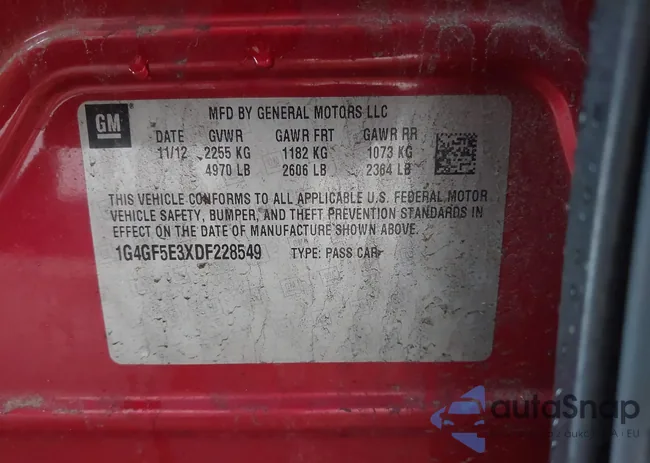 GM
MFD BY GENERAL MOTORS LLC
DATE GVWR GAWR FRT GAWR RR
11/12 2255 KG 1182 KG 1073 KG
4970 LB 2606 LB 2364 LB
THIS VEHICLE CONFORMS TO ALL APPLICABLE U.S. FEDERAL MOTOR
VEHICLE SAFETY, BUMPER, AND THEFT PREVENTION STANDARDS IN
EFFECT ON THE DATE OF MANUFACTURE SHOWN ABOVE.
1G4GF5E3XDF228549 TYPE: PASS CAR
autoSnap